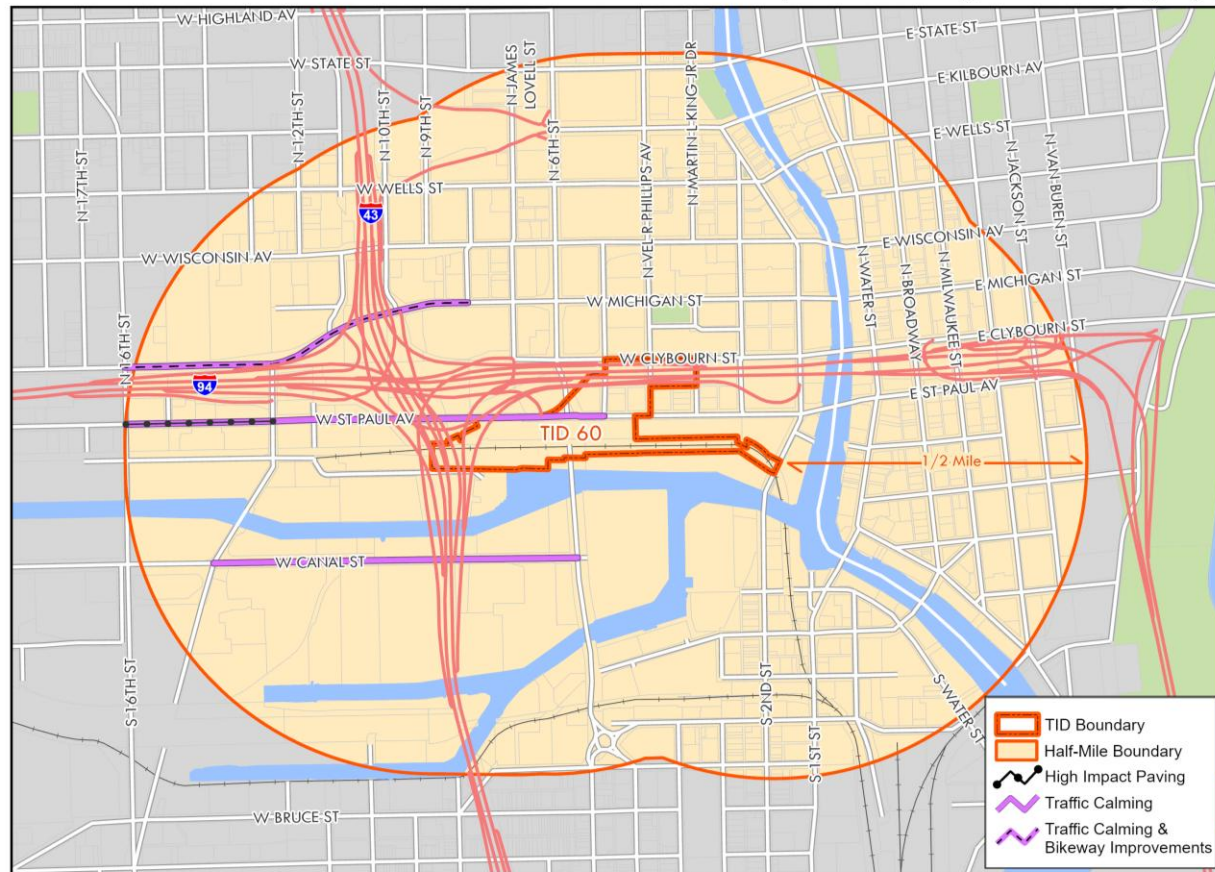 W HIGHLAND AV
E STATE ST
W STATE ST
N JAMES
LOVELL ST
N MARTIN L KING JR DR
E KILBOURN AV
N 12TH ST
N 10TH ST
N 9TH ST
N 6TH ST
E WELLS ST
N 17TH ST
N VEL R PHILLIPS AV
N JACKSON ST
N VAN BUREN ST
W WELLS ST
43
E WISCONSIN AV
W WISCONSIN AV
N WATER ST
N BROADWAY
N MILWAUKEE ST
E MICHIGAN ST
W MICHIGAN ST
E CLYBOURN ST
N 16TH ST
W CLYBOURN ST
94
E ST PAUL AV
W ST PAUL AV
TID 60
1/2 Mile
W CANAL ST
S 16TH ST
S 2ND ST
S 1ST ST
S WATER ST
W BRUCE ST
TID Boundary
Half-Mile Boundary
High Impact Paving
Traffic Calming
Traffic Calming &
Bikeway Improvements